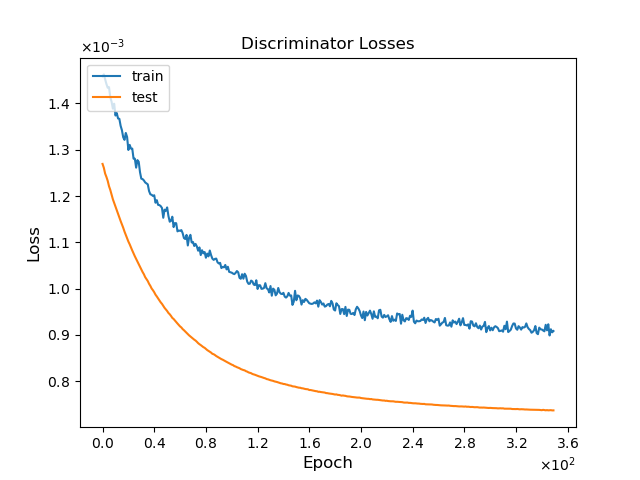 Discriminator Losses
×10⁻³
train
test
1.4
1.3
1.2
1.1
1.0
0.9
0.8
Loss
0.0 0.4 0.8 1.2 1.6 2.0 2.4 2.8 3.2 3.6
Epoch
×10²